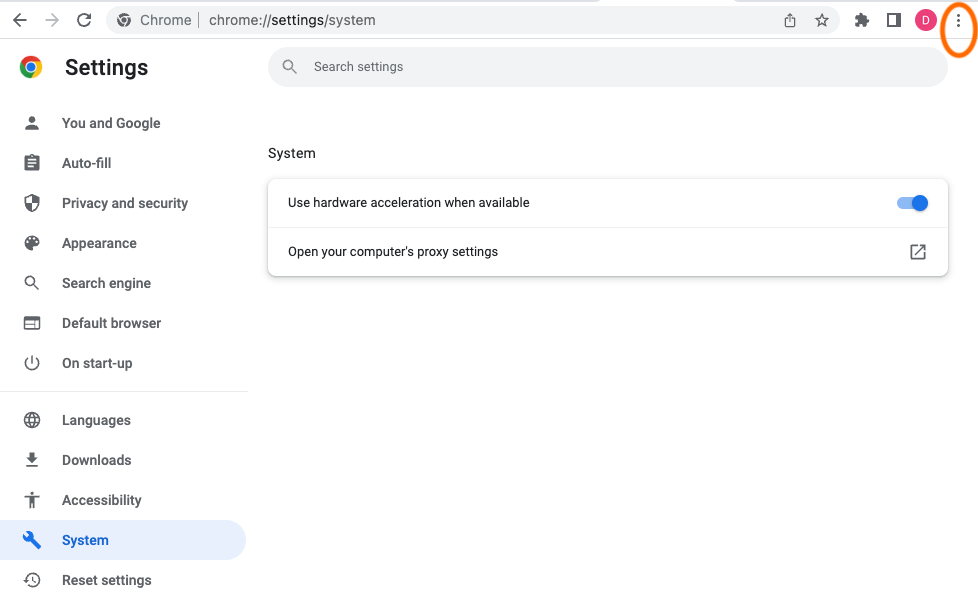 Chrome chrome://settings/system
D
Settings
Search settings
You and Google
Auto-fill
Privacy and security
Appearance
Search engine
Default browser
On start-up
Languages
Downloads
Accessibility
System
Reset settings
System
Use hardware acceleration when available
Open your computer's proxy settings